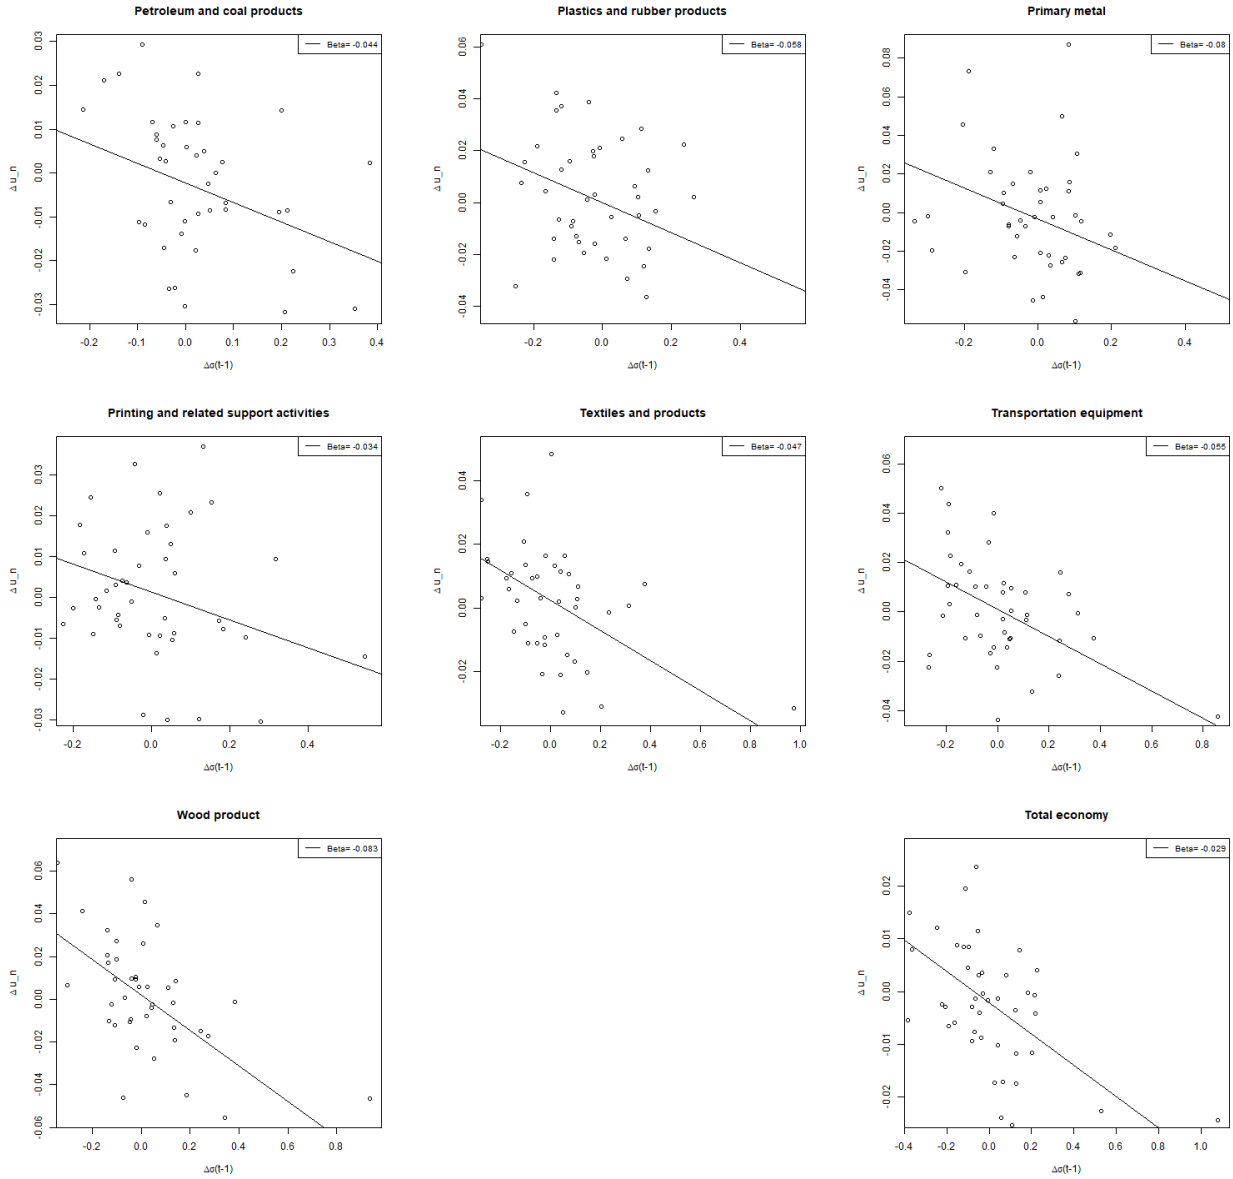 Petroleum and coal products
Beta= -0.044
Δ u_n
0.03
0.02
0.01
0.00
-0.01
-0.02
-0.03
-0.2 -0.1 0.0 0.1 0.2 0.3 0.4
Δσ(t-1)
Plastics and rubber products
Beta= -0.058
Δ u_n
0.06
0.04
0.02
0.00
-0.02
-0.04
-0.2 0.0 0.2 0.4
Δσ(t-1)
Primary metal
Beta= -0.08
Δ u_n
0.08
0.06
0.04
0.02
0.00
-0.02
-0.04
-0.2 0.0 0.2 0.4
Δσ(t-1)
Printing and related support activities
Beta= -0.034
Δ u_n
0.03
0.02
0.01
0.00
-0.01
-0.02
-0.03
-0.2 0.0 0.2 0.4
Δσ(t-1)
Textiles and products
Beta= -0.047
Δ u_n
0.04
0.02
0.00
-0.02
-0.2 0.0 0.2 0.4 0.6 0.8 1.0
Δσ(t-1)
Transportation equipment
Beta= -0.055
Δ u_n
0.06
0.04
0.02
0.00
-0.02
-0.04
-0.2 0.0 0.2 0.4 0.6 0.8
Δσ(t-1)
Wood product
Beta= -0.083
Δ u_n
0.06
0.04
0.02
0.00
-0.02
-0.04
-0.06
-0.2 0.0 0.2 0.4 0.6 0.8
Δσ(t-1)
Total economy
Beta= -0.029
Δ u_n
0.02
0.01
0.00
-0.01
-0.02
-0.4 -0.2 0.0 0.2 0.4 0.6 0.8 1.0
Δσ(t-1)